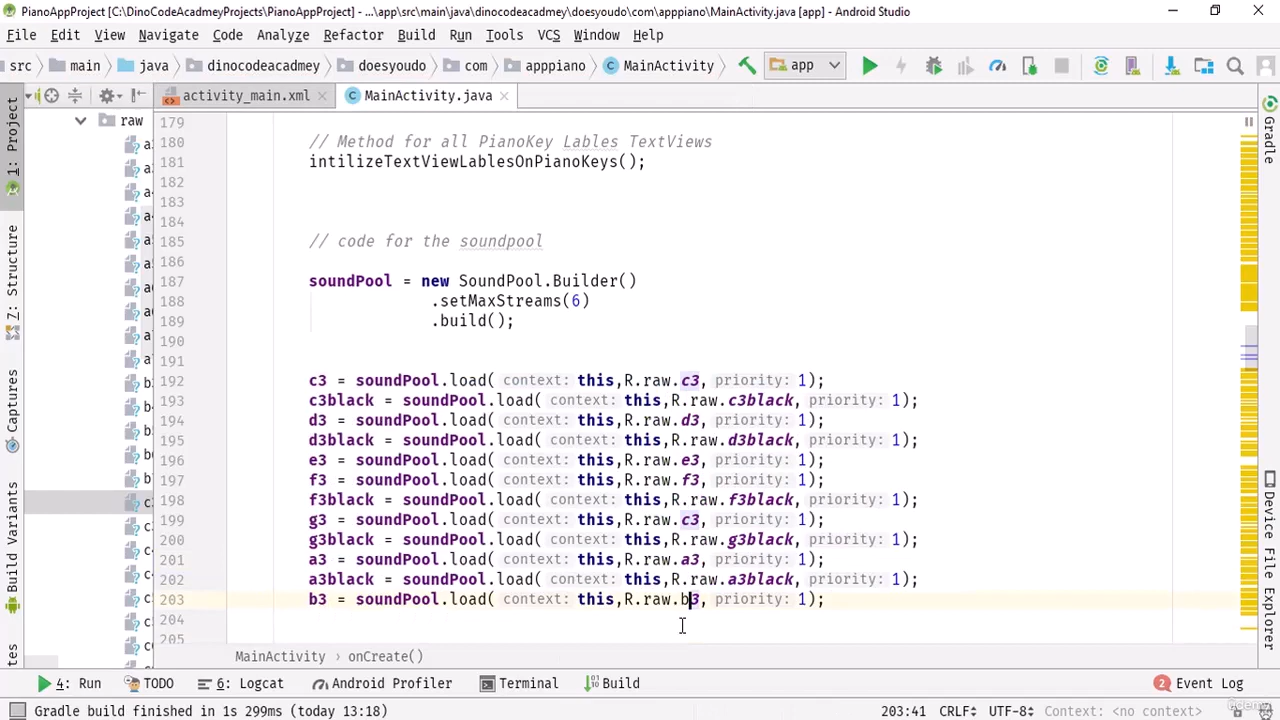 PianoAppProject [C:\DinoCodeAcadmeyProjects\PianoAppProject] - ...\app\src\main\java\dinocodeacadmey\doesyoudo\com\apppiano\MainActivity.java [app] - Android Studio
File Edit View Navigate Code Analyze Refactor Build Run Tools VCS Window Help
src main java dinocodeacadmey doesyoudo com apppiano MainActivity app
activity_main.xml MainActivity.java
1: Project
Z: Structure
Captures
Build Variants
raw
Gradle
Device File Explorer
179
180 // Method for all PianoKey Lables TextViews
181 intilizeTextViewLablesOnPianoKeys();
182
183
184
185 // code for the soundpool
186
187 soundPool = new SoundPool.Builder()
188 .setMaxStreams(6)
189 .build();
190
191
192 c3 = soundPool.load( context: this,R.raw.c3, priority: 1);
193 c3black = soundPool.load( context: this,R.raw.c3black, priority: 1);
194 d3 = soundPool.load( context: this,R.raw.d3, priority: 1);
195 d3black = soundPool.load( context: this,R.raw.d3black, priority: 1);
196 e3 = soundPool.load( context: this,R.raw.e3, priority: 1);
197 f3 = soundPool.load( context: this,R.raw.f3, priority: 1);
198 f3black = soundPool.load( context: this,R.raw.f3black, priority: 1);
199 g3 = soundPool.load( context: this,R.raw.c3, priority: 1);
200 g3black = soundPool.load( context: this,R.raw.g3black, priority: 1);
201 a3 = soundPool.load( context: this,R.raw.a3, priority: 1);
202 a3black = soundPool.load( context: this,R.raw.a3black, priority: 1);
203 b3 = soundPool.load( context: this,R.raw.b3, priority: 1);
204
205
MainActivity › onCreate()
4: Run TODO 6: Logcat Android Profiler Terminal Build 2 Event Log
Gradle build finished in 1s 299ms (today 13:18) 203:41 CRLF UTF-8 Context: <no context>